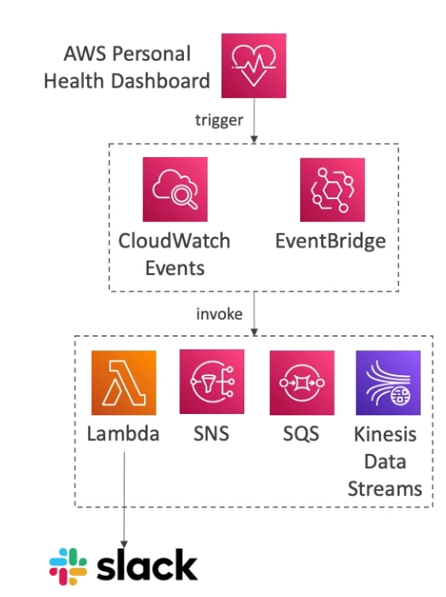 AWS Personal
Health Dashboard
trigger
CloudWatch
Events
EventBridge
invoke
Lambda
SNS
SQS
Kinesis
Data
Streams
slack